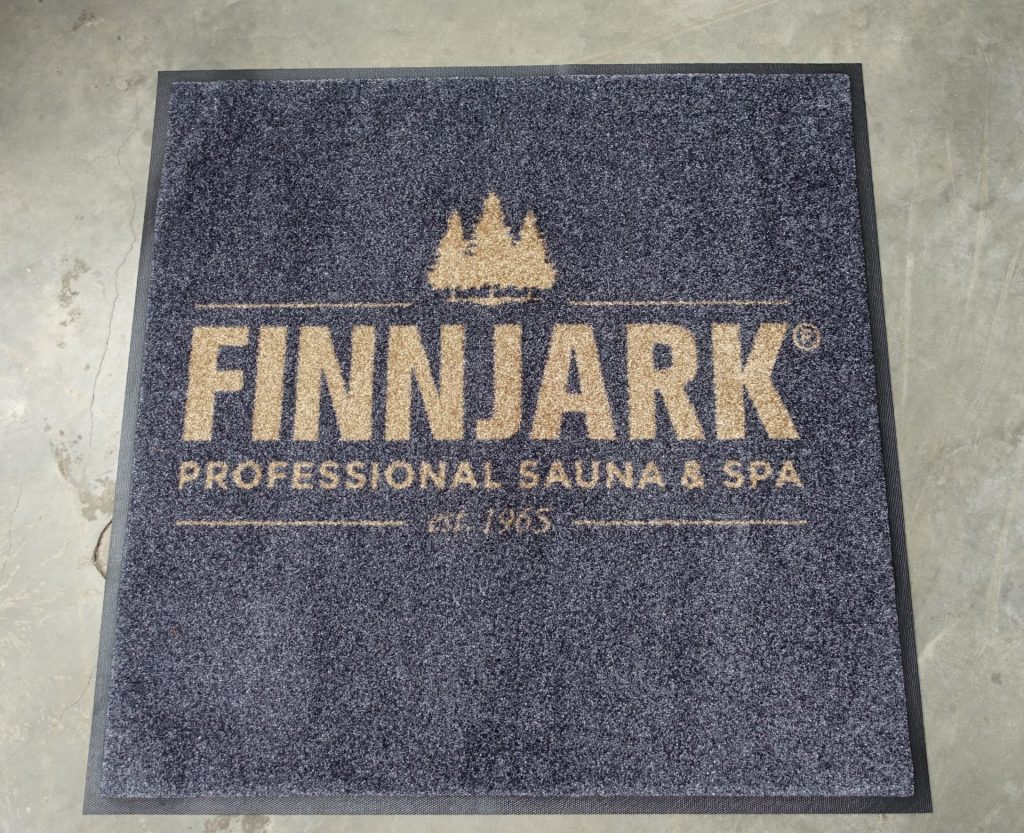 FINNJARK®
PROFESSIONAL SAUNA & SPA
est. 1965